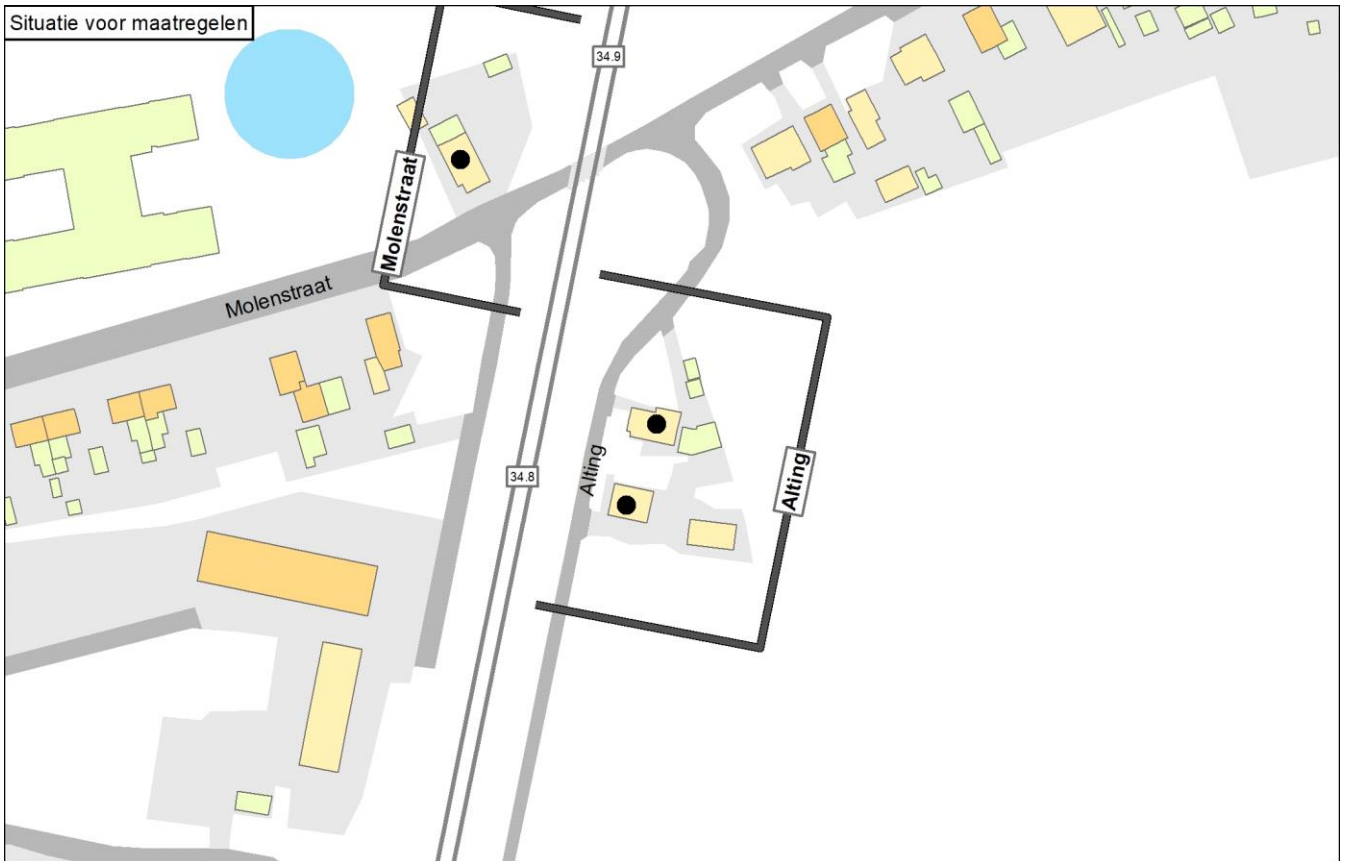 Situatie voor maatregelen
34.9
Molenstraat
Molenstraat
Alting
34.8
Alting